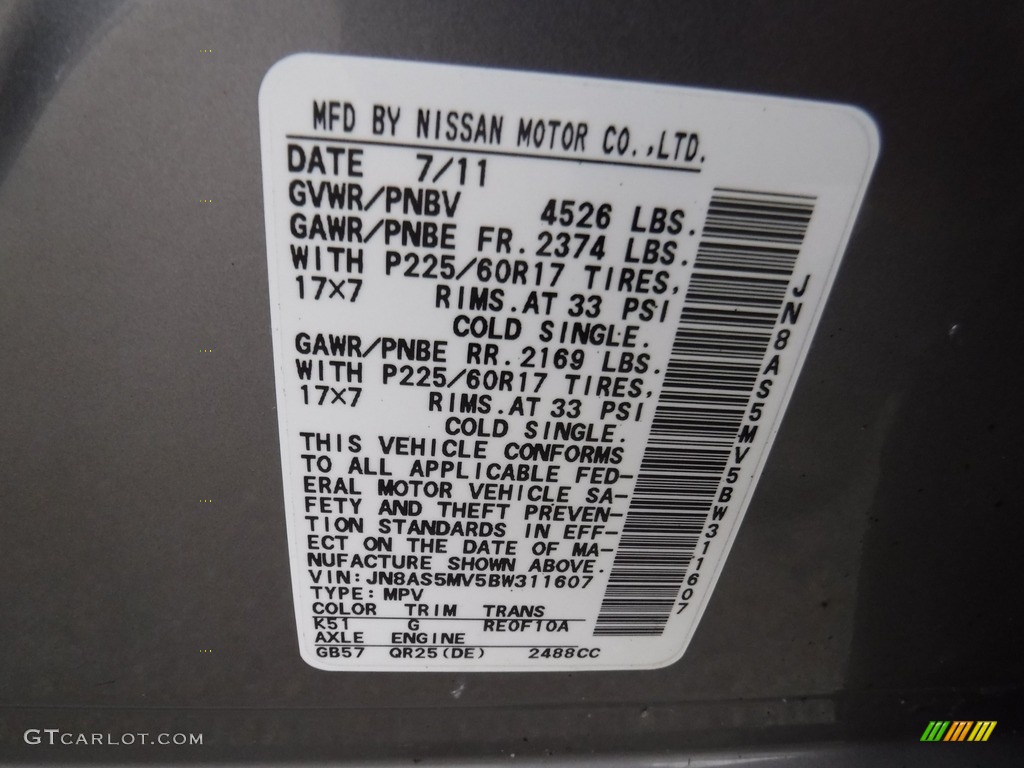 MFD BY NISSAN MOTOR CO.,LTD.
DATE 7/11
GVWR/PNBV 4526 LBS.
GAWR/PNBE FR. 2374 LBS.
WITH P225/60R17 TIRES,
17×7 RIMS.AT 33 PSI
COLD SINGLE.
GAWR/PNBE RR. 2169 LBS.
WITH P225/60R17 TIRES,
17×7 RIMS.AT 33 PSI
COLD SINGLE.
THIS VEHICLE CONFORMS
TO ALL APPLICABLE FED-
ERAL MOTOR VEHICLE SA-
FETY AND THEFT PREVEN-
TION STANDARDS IN EFF-
ECT ON THE DATE OF MA-
NUFACTURE SHOWN ABOVE.
VIN: JN8AS5MV5BW311607
TYPE: MPV
COLOR TRIM TRANS
K51 G RE0F10A
AXLE ENGINE
GB57 QR25(DE) 2488CC
JN8AS5MV5BW311607
GTCARLOT.COM